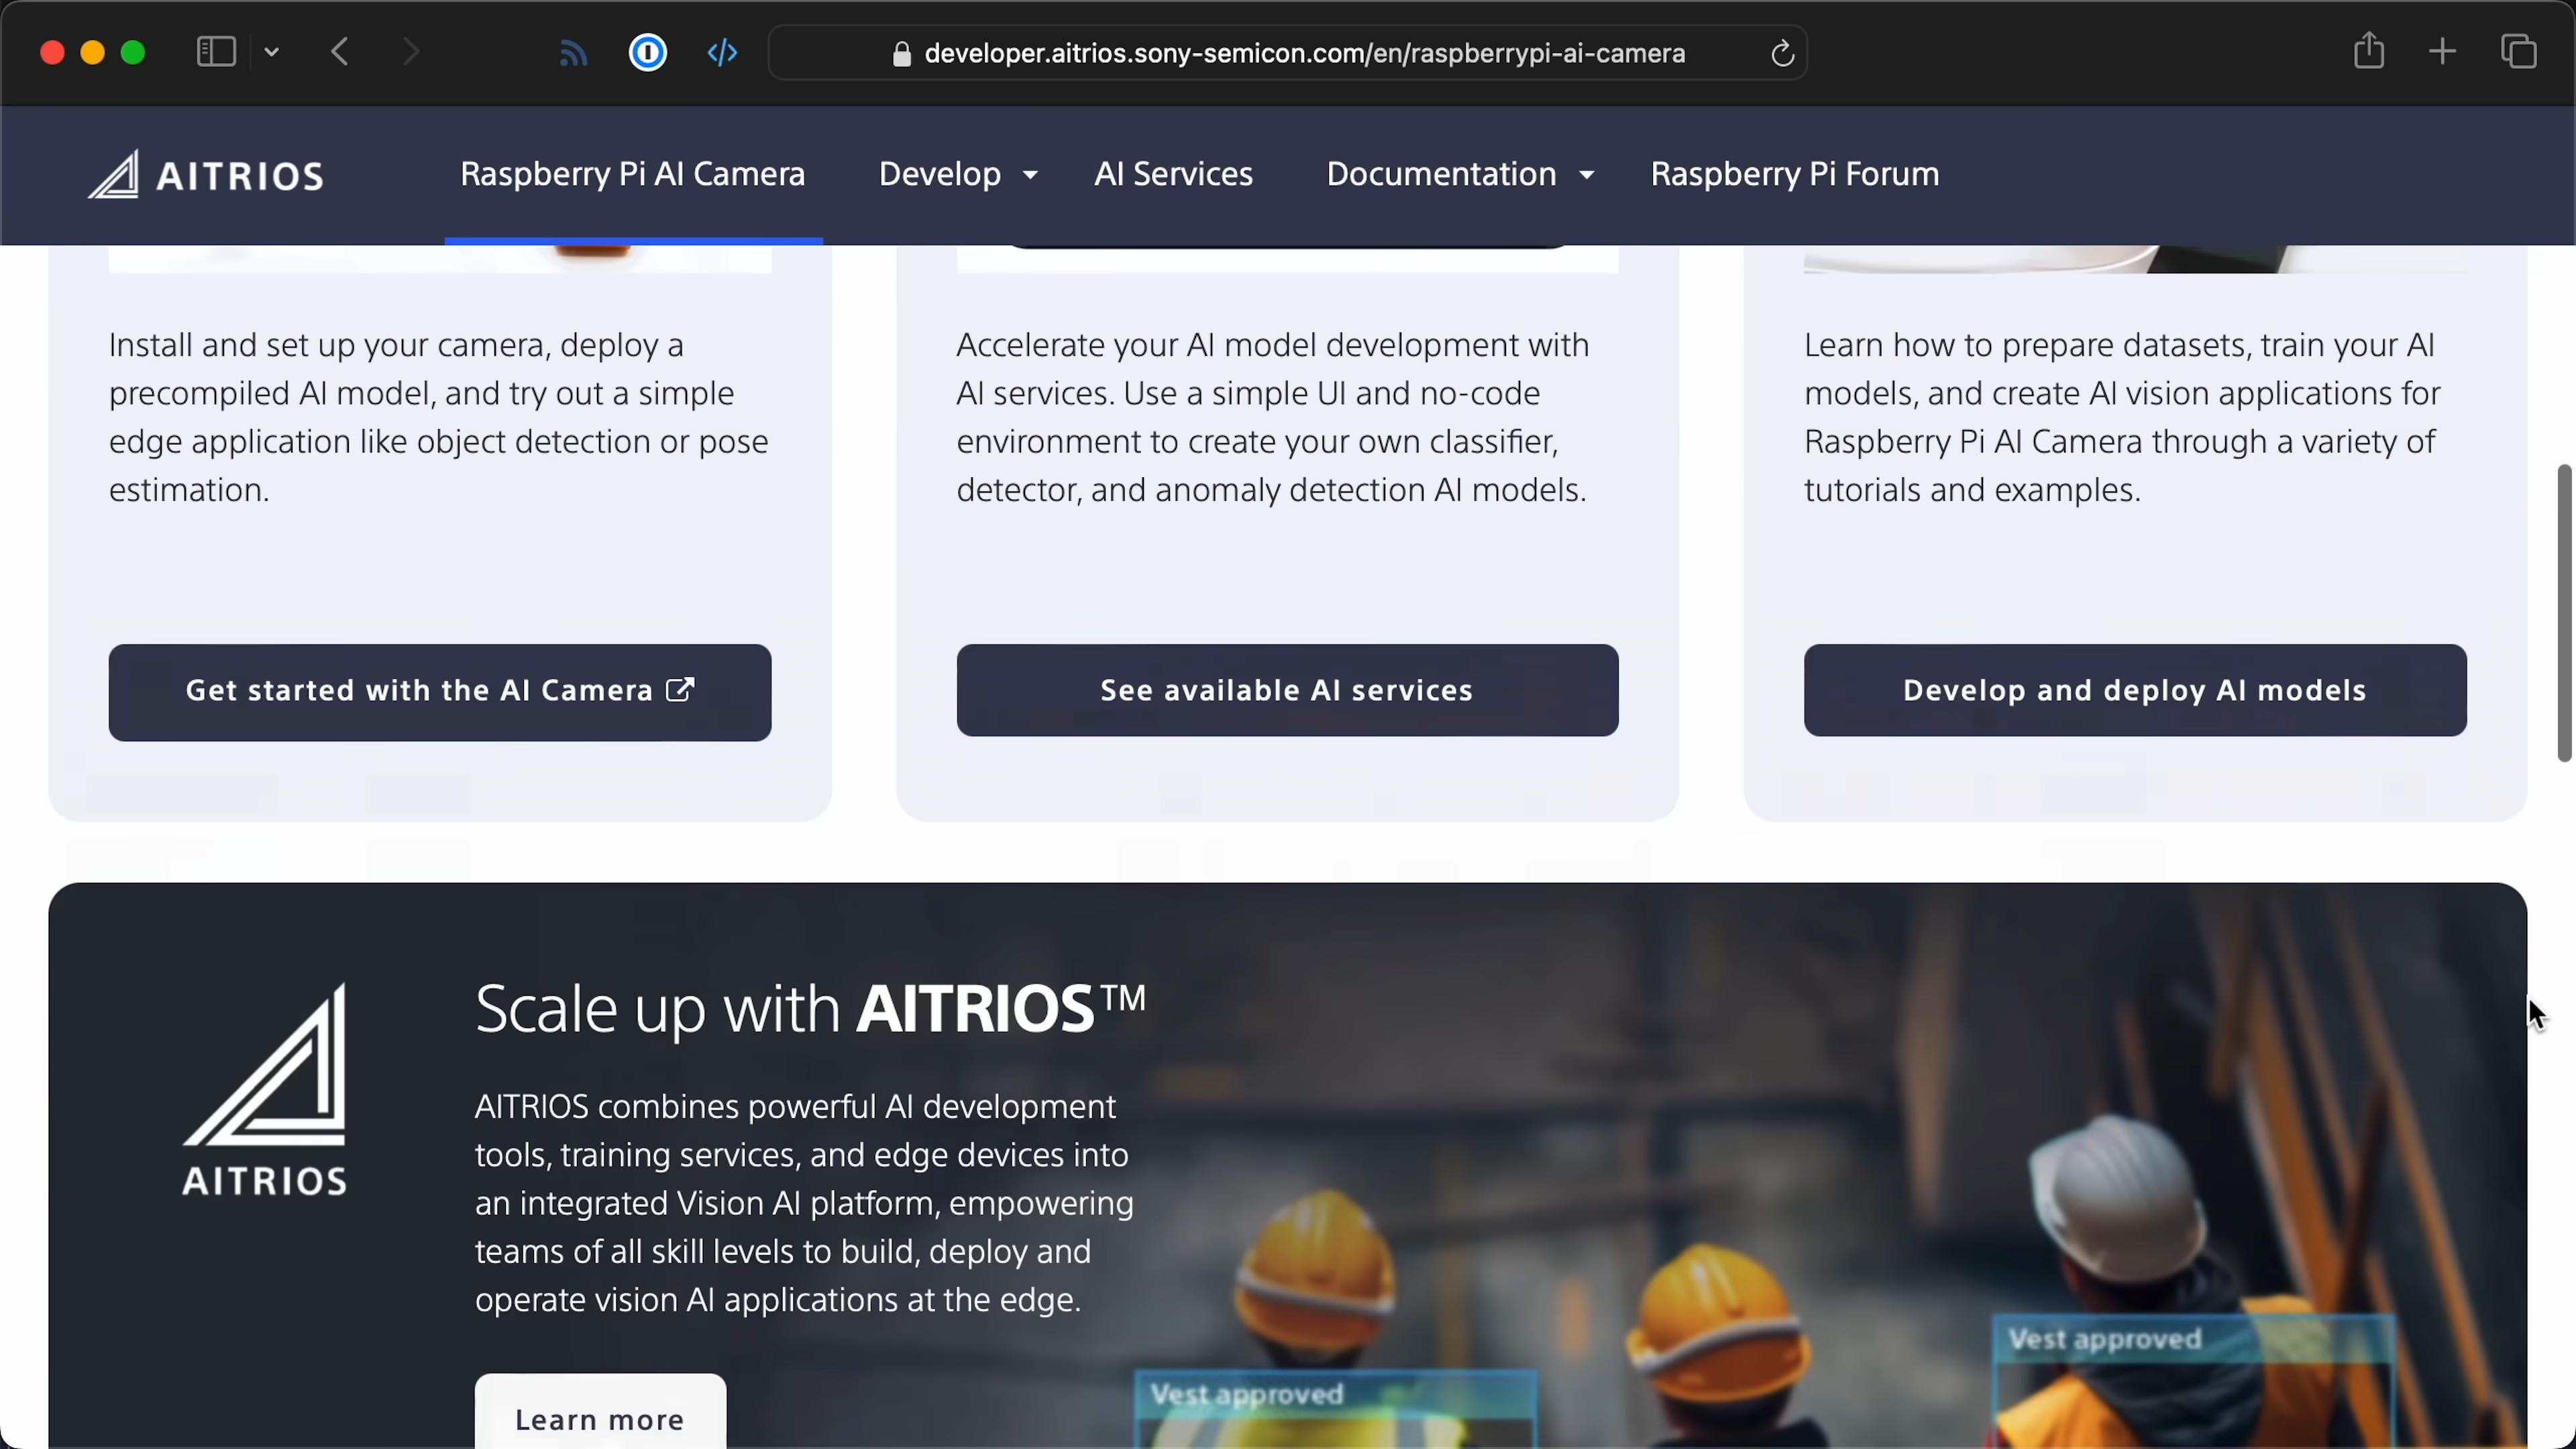 developer.aitrios.sony-semicon.com/en/raspberrypi-ai-camera
AITRIOS
Raspberry Pi AI Camera
Develop
AI Services
Documentation
Raspberry Pi Forum
Install and set up your camera, deploy a
precompiled AI model, and try out a simple
edge application like object detection or pose
estimation.
Get started with the AI Camera
Accelerate your AI model development with
AI services. Use a simple UI and no-code
environment to create your own classifier,
detector, and anomaly detection AI models.
See available AI services
Learn how to prepare datasets, train your AI
models, and create AI vision applications for
Raspberry Pi AI Camera through a variety of
tutorials and examples.
Develop and deploy AI models
AITRIOS
Scale up with AITRIOS™
AITRIOS combines powerful AI development
tools, training services, and edge devices into
an integrated Vision AI platform, empowering
teams of all skill levels to build, deploy and
operate vision AI applications at the edge.
Learn more
Vest approved
Vest approved